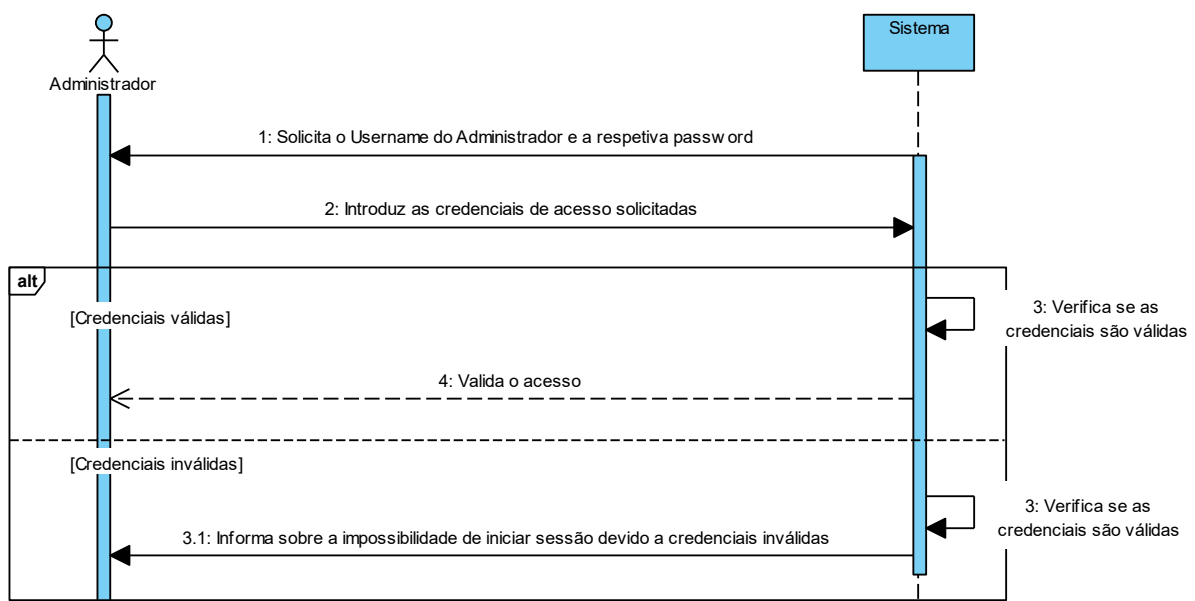 Administrador
Sistema
1: Solicita o Username do Administrador e a respetiva password
2: Introduz as credenciais de acesso solicitadas
alt
[Credenciais válidas]
3: Verifica se as
credenciais são válidas
4: Valida o acesso
[Credenciais inválidas]
3: Verifica se as
credenciais são válidas
3.1: Informa sobre a impossibilidade de iniciar sessão devido a credenciais inválidas